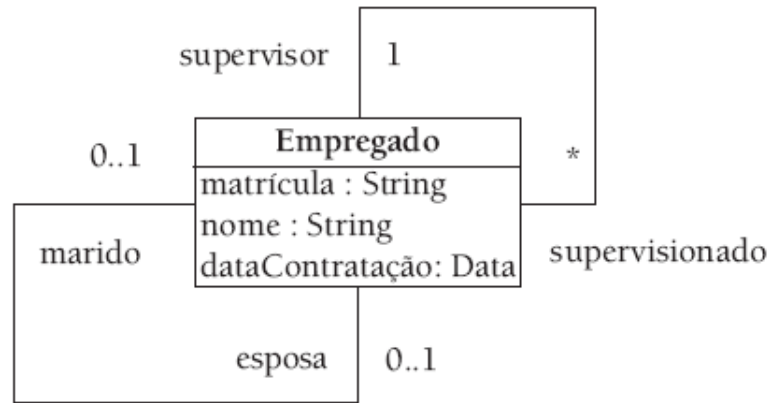 supervisor 1
0..1
Empregado
*
matrícula : String
nome : String
dataContratação: Data
marido
supervisionado
esposa 0..1